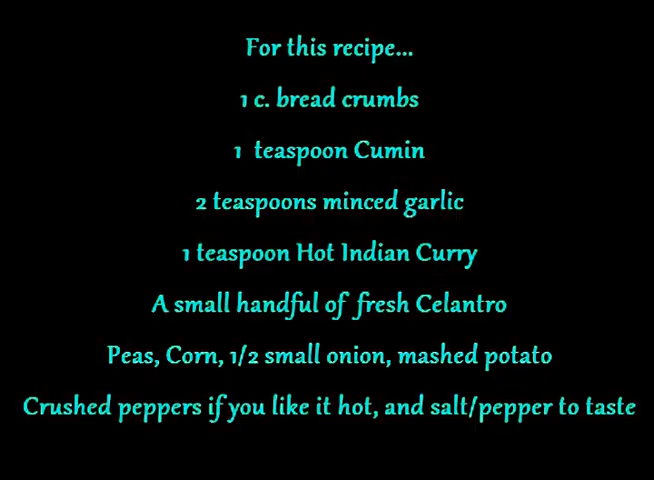 For this recipe...
1 c. bread crumbs
1 teaspoon Cumin
2 teaspoons minced garlic
1 teaspoon Hot Indian Curry
A small handful of fresh Celantro
Peas, Corn, 1/2 small onion, mashed potato
Crushed peppers if you like it hot, and salt/pepper to taste